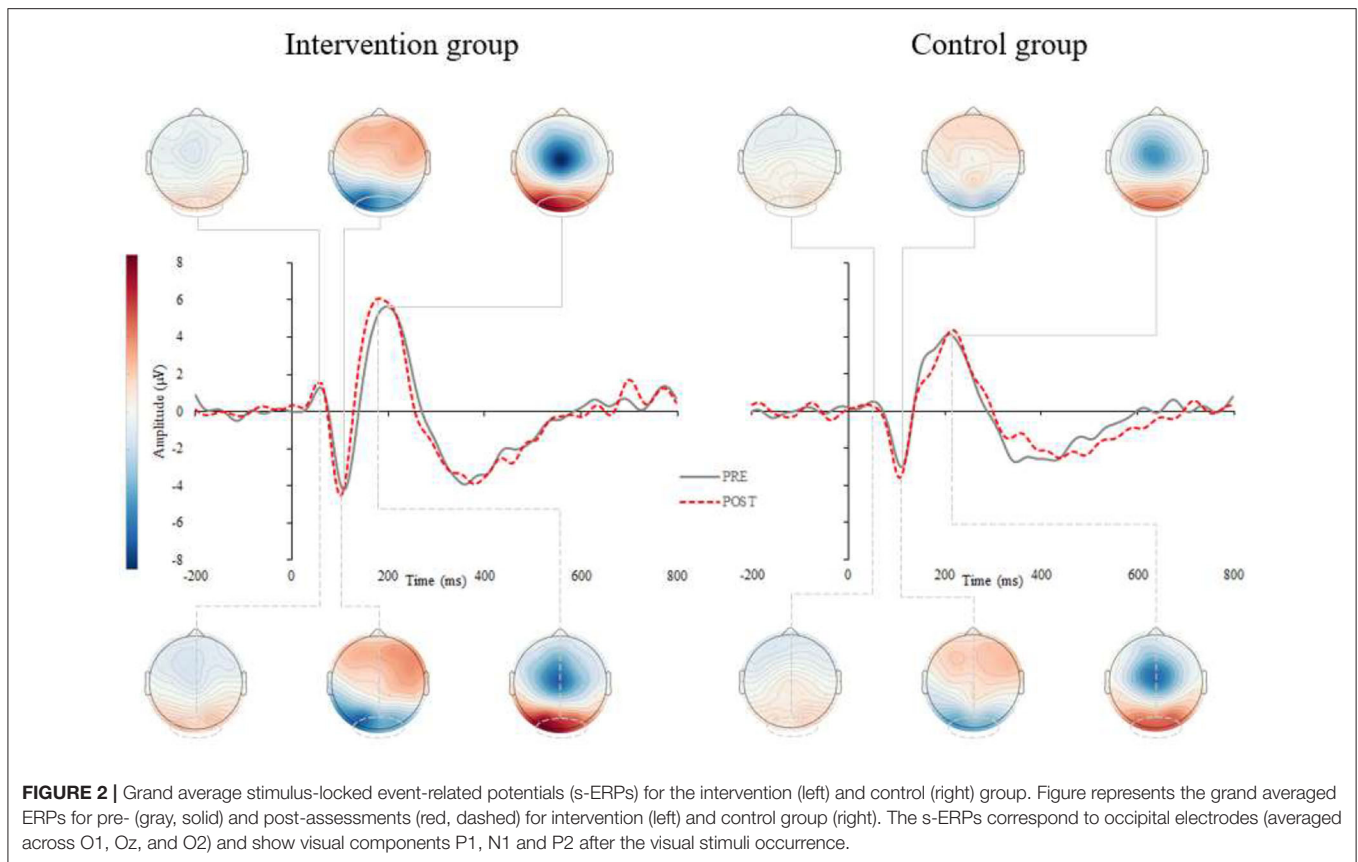 Intervention group
Control group
8
6
4
2
0
-2
-4
-6
-8
Amplitude (µV)
-200
0
200
400
600
800
Time (ms)
PRE
POST
-200
0
200
400
600
800
Time (ms)
FIGURE 2 | Grand average stimulus-locked event-related potentials (s-ERPs) for the intervention (left) and control (right) group. Figure represents the grand averaged
ERPs for pre- (gray, solid) and post-assessments (red, dashed) for intervention (left) and control group (right). The s-ERPs correspond to occipital electrodes (averaged
across O1, Oz, and O2) and show visual components P1, N1 and P2 after the visual stimuli occurrence.